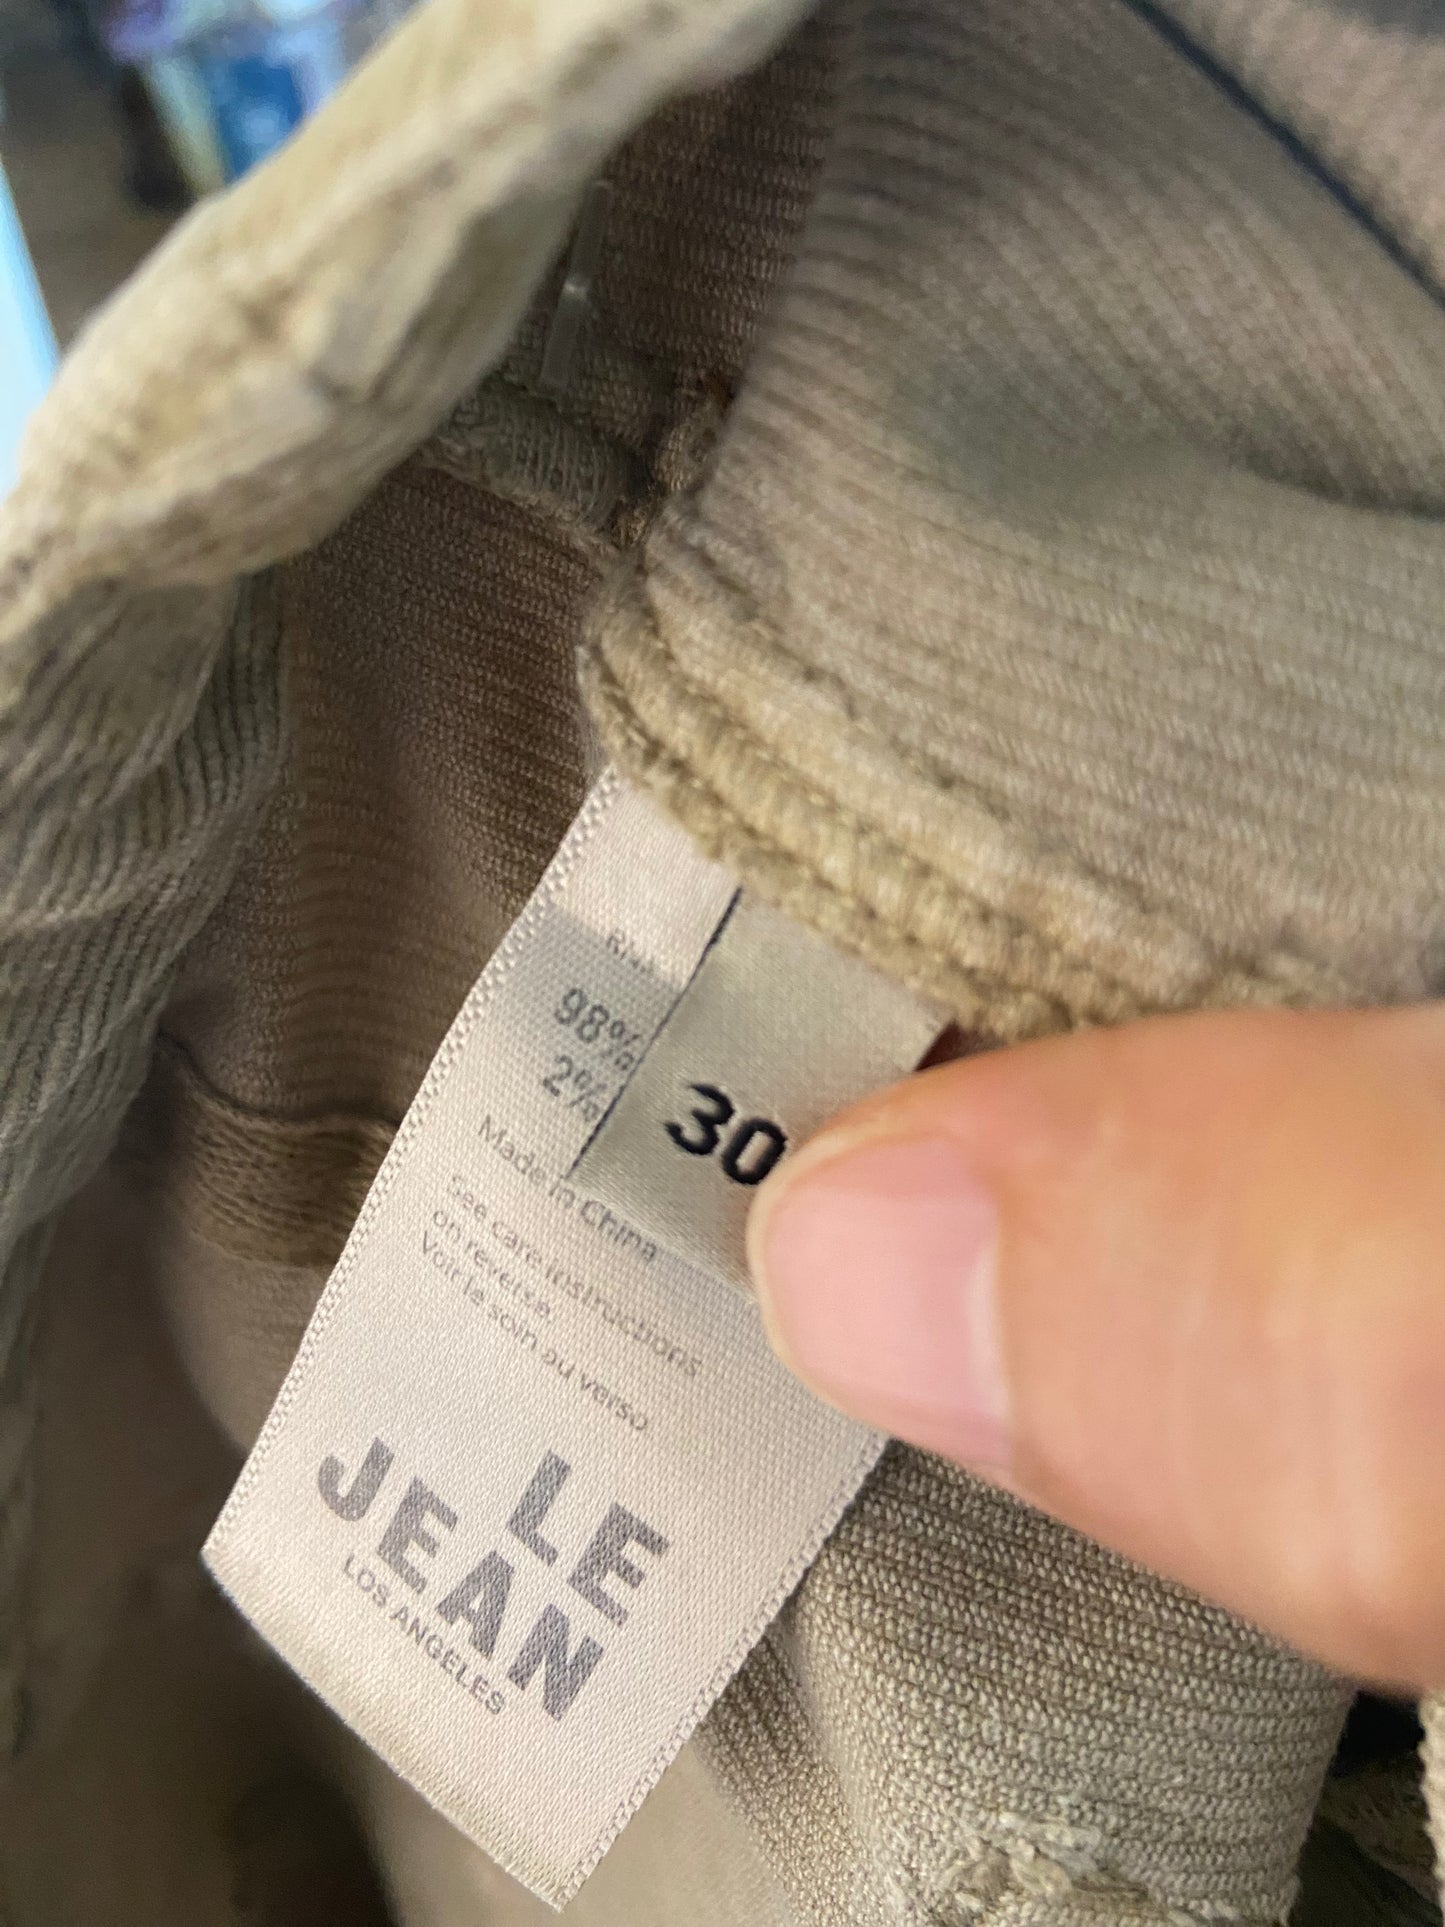 98%
2%
30
Made in China
See care instructions
on reverse
Voir le soin au verso
LE
JEAN
LOS ANGELES